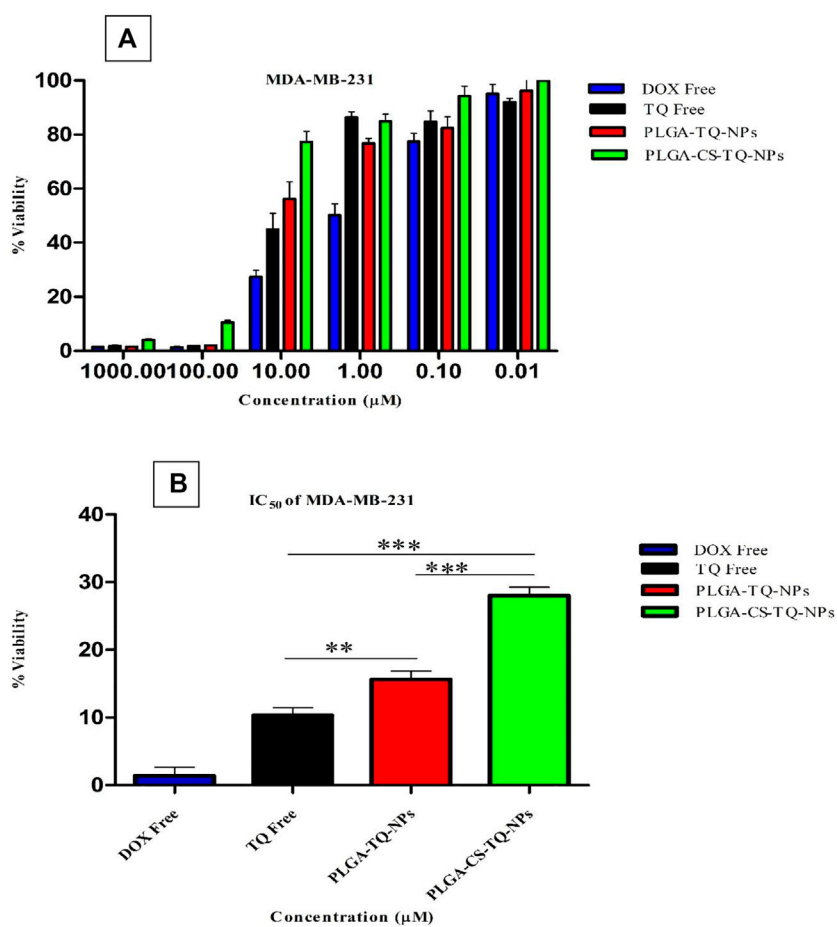 A
MDA-MB-231
100
80
60
40
20
0
% Viability
1000.00 100.00 10.00 1.00 0.10 0.01
Concentration (µM)
DOX Free
TQ Free
PLGA-TQ-NPs
PLGA-CS-TQ-NPs
B
IC50 of MDA-MB-231
40
30
20
10
0
% Viability
***
***
**
DOX Free
TQ Free
PLGA-TQ-NPs
PLGA-CS-TQ-NPs
Concentration (µM)
DOX Free
TQ Free
PLGA-TQ-NPs
PLGA-CS-TQ-NPs